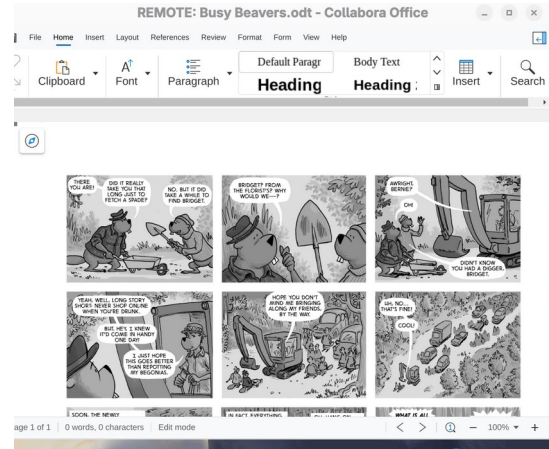 REMOTE: Busy Beavers.odt - Collabora Office
File Home Insert Layout References Review Format Form View Help
Clipboard
Font
Paragraph
Default Paragr
Body Text
Heading
Heading
Insert
Search
THERE
YOU ARE!
DID IT REALLY
TAKE YOU THAT
LONG JUST TO
FETCH A SPADE?
NO, BUT IT DID
TAKE A WHILE TO
FIND BRIDGET.
BRIDGET? FROM
THE FLORIST'S? WHY
WOULD WE—?
AWRIGHT,
BERNIE?
OH!
DIDN'T KNOW
YOU HAD A DIGGER,
BRIDGET.
YEAH. WELL, LONG STORY
SHORT: NEVER SHOP ONLINE
WHEN YOU'RE DRUNK.
BUT, HEY, I KNEW
IT'D COME IN HANDY
ONE DAY!
I JUST HOPE
THIS GOES BETTER
THAN REPOTTING
MY BEGONIAS.
HOPE YOU DON'T
MIND ME BRINGING
ALONG MY FRIENDS,
BY THE WAY.
UH, NO...
THAT'S FINE!
COOL!
SOON, THE NEWLY
IN FACT, EVERYTHING
WHAT IS ALL
age 1 of 1 0 words, 0 characters Edit mode 100%